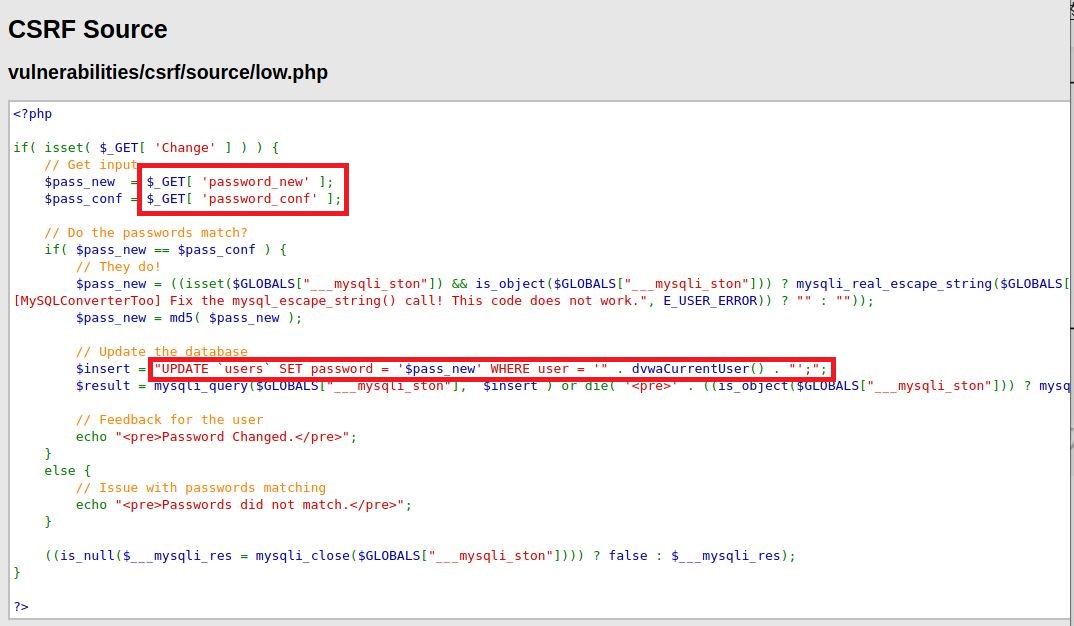 CSRF Source
vulnerabilities/csrf/source/low.php
<?php
if( isset( $_GET[ 'Change' ] ) ) {
    // Get input
    $pass_new  = $_GET[ 'password_new' ];
    $pass_conf = $_GET[ 'password_conf' ];
    // Do the passwords match?
    if( $pass_new == $pass_conf ) {
        // They do!
        $pass_new = ((isset($GLOBALS["___mysqli_ston"]) && is_object($GLOBALS["___mysqli_ston"])) ? mysqli_real_escape_string($GLOBALS[
[MySQLConverterToo] Fix the mysql_escape_string() call! This code does not work.", E_USER_ERROR)) ? "" : ""));
        $pass_new = md5( $pass_new );
        // Update the database
        $insert = "UPDATE `users` SET password = '$pass_new' WHERE user = '" . dvwaCurrentUser() . "';";
        $result = mysqli_query($GLOBALS["___mysqli_ston"],  $insert ) or die( '<pre>' . ((is_object($GLOBALS["___mysqli_ston"])) ? mysq
        // Feedback for the user
        echo "<pre>Password Changed.</pre>";
    }
    else {
        // Issue with passwords matching
        echo "<pre>Passwords did not match.</pre>";
    }
    ((is_null($___mysqli_res = mysqli_close($GLOBALS["___mysqli_ston"]))) ? false : $___mysqli_res);
}
?>